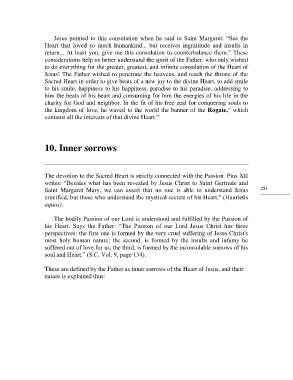 Jesus pointed to this consolation when he said to Saint Margaret: "See the
Heart that loved so much humankind... but receives ingratitude and insults in
return... At least you, give me this consolation to counterbalance them." These
considerations help us better understand the spirit of the Father, who only wished
to do everything for the greater, greatest, and infinite consolation of the Heart of
Jesus! The Father wished to penetrate the heavens, and reach the throne of the
Sacred Heart in order to give beats of a new joy to the divine Heart, to add smile
to his smile, happiness to his happiness, paradise to his paradise, addressing to
him the beats of his heart and consuming for him the energies of his life in the
charity for God and neighbor. In the fit of his free zeal for conquering souls to
the kingdom of love, he waved to the world the banner of the Rogate," which
contains all the interests of that divine Heart."
10. Inner sorrows
The devotion to the Sacred Heart is strictly connected with the Passion. Pius XII
writes: "Besides what has been revealed by Jesus Christ to Saint Gertrude and
Saint Margaret Mary, we can assert that no one is able to understand Jesus
crucified, but those who understand the mystical secrets of his Heart." (Haurietis
aquas).
251
The bodily Passion of our Lord is understood and fulfilled by the Passion of
his Heart. Says the Father: "The Passion of our Lord Jesus Christ has three
perspectives: the first one is formed by the very cruel suffering of Jesus Christ's
most holy human nature; the second, is formed by the insults and infamy he
suffered out of love for us; the third, is formed by the inconsolable sorrows of his
soul and Heart." (S.C. Vol. 9, page 134).
These are defined by the Father as inner sorrows of the Heart of Jesus, and their
nature is explained thus: